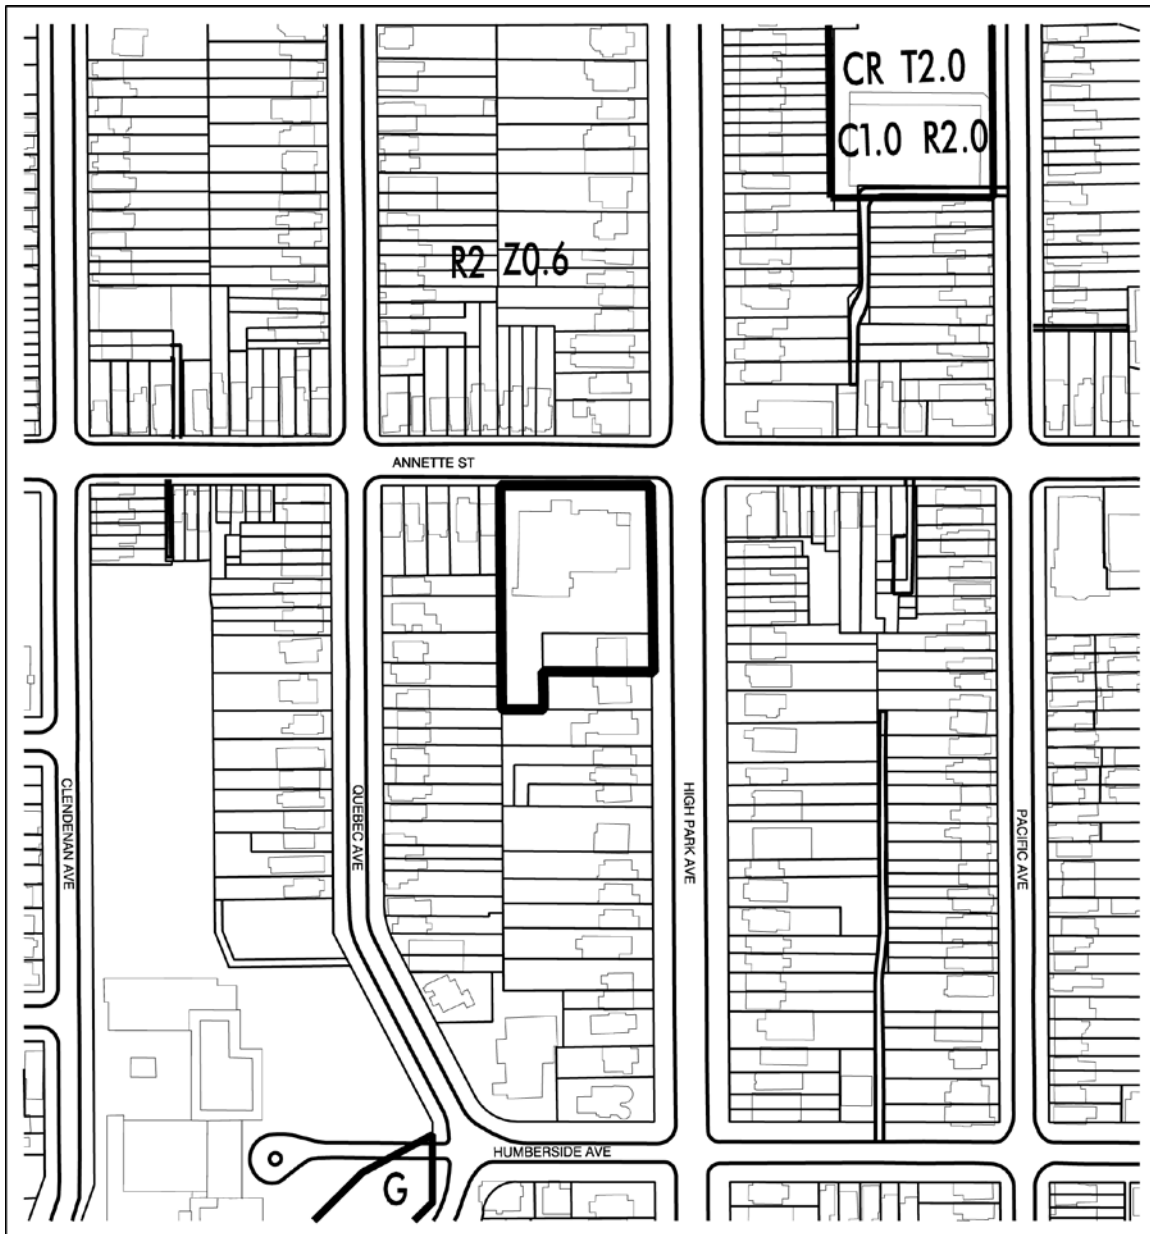 CR T2.0
C1.0 R2.0
R2 Z0.6
ANNETTE ST
CLENDENAN AVE
QUEBEC AVE
HIGH PARK AVE
PACIFIC AVE
HUMBERSIDE AVE
G